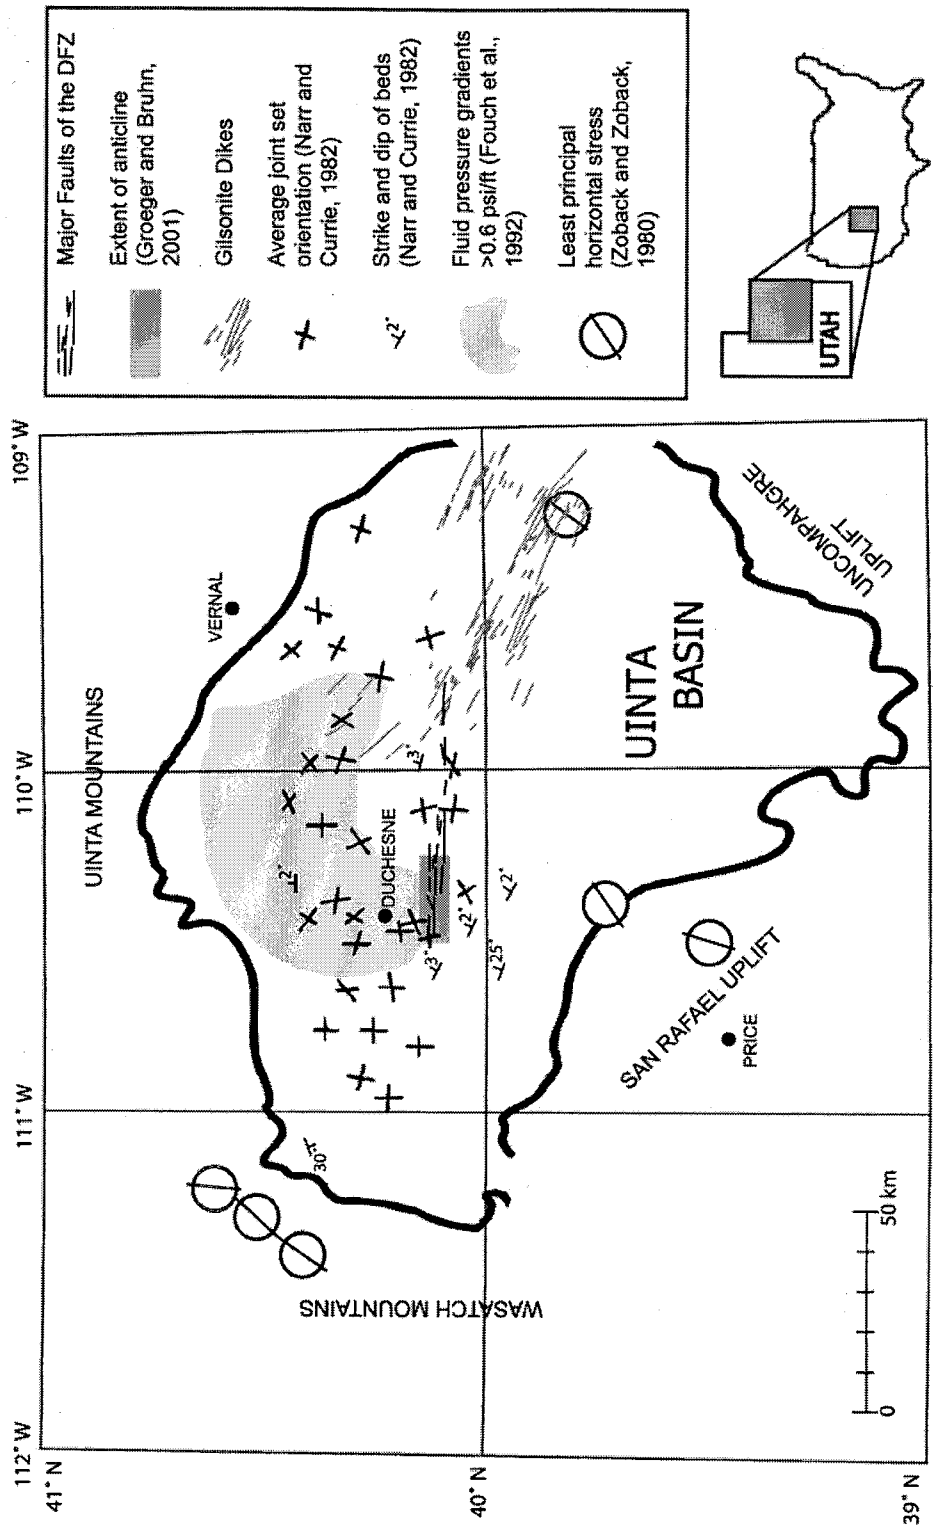 112° W
111° W
110° W
109° W
41° N
40° N
39° N
UINTA MOUNTAINS
VERNAL
DUCHESNE
WASATCH MOUNTAINS
UINTA
BASIN
SAN RAFAEL UPLIFT
PRICE
UNCOMPAHGRE
UPLIFT
30°
2°
3°
3°
2°
25°
2°
0
50 km
Major Faults of the DFZ
Extent of anticline
(Groeger and Bruhn,
2001)
Gilsonite Dikes
Average joint set
orientation (Narr and
Currie, 1982)
2°
Strike and dip of beds
(Narr and Currie, 1982)
Fluid pressure gradients
>0.6 psi/ft (Fouch et al.,
1992)
Least principal
horizontal stress
(Zoback and Zoback,
1980)
UTAH